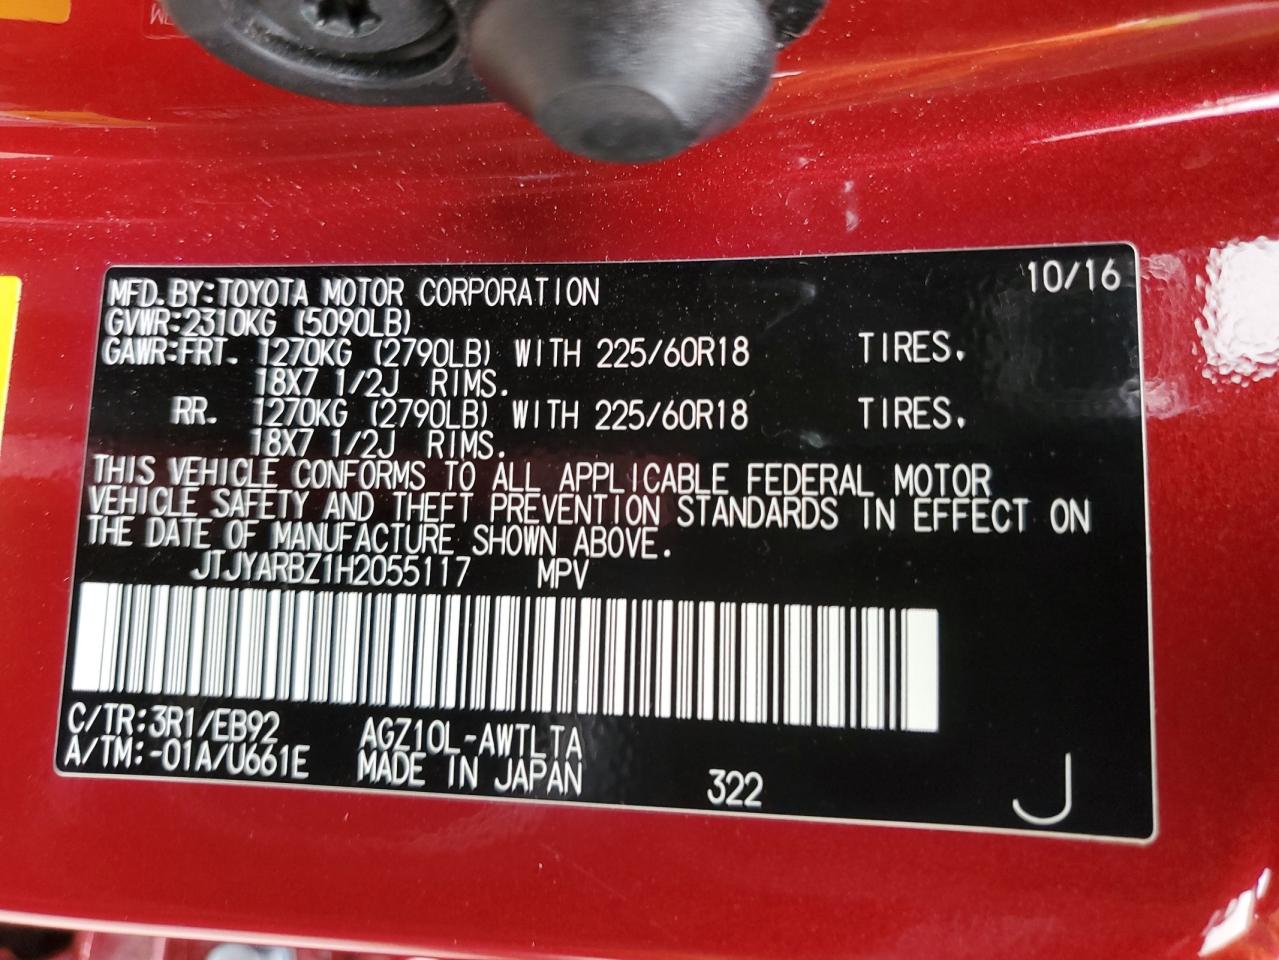 MFD.BY:TOYOTA MOTOR CORPORATION 10/16
GVWR:2310KG (5090LB)
GAWR:FRT. 1270KG (2790LB) WITH 225/60R18 TIRES.
18X7 1/2J RIMS.
RR. 1270KG (2790LB) WITH 225/60R18 TIRES.
18X7 1/2J RIMS.
THIS VEHICLE CONFORMS TO ALL APPLICABLE FEDERAL MOTOR
VEHICLE SAFETY AND THEFT PREVENTION STANDARDS IN EFFECT ON
THE DATE OF MANUFACTURE SHOWN ABOVE.
JTJYARBZ1H2055117 MPV
C/TR:3R1/EB92 AGZ10L-AWTLTA
A/TM:-01A/U661E MADE IN JAPAN 322 J